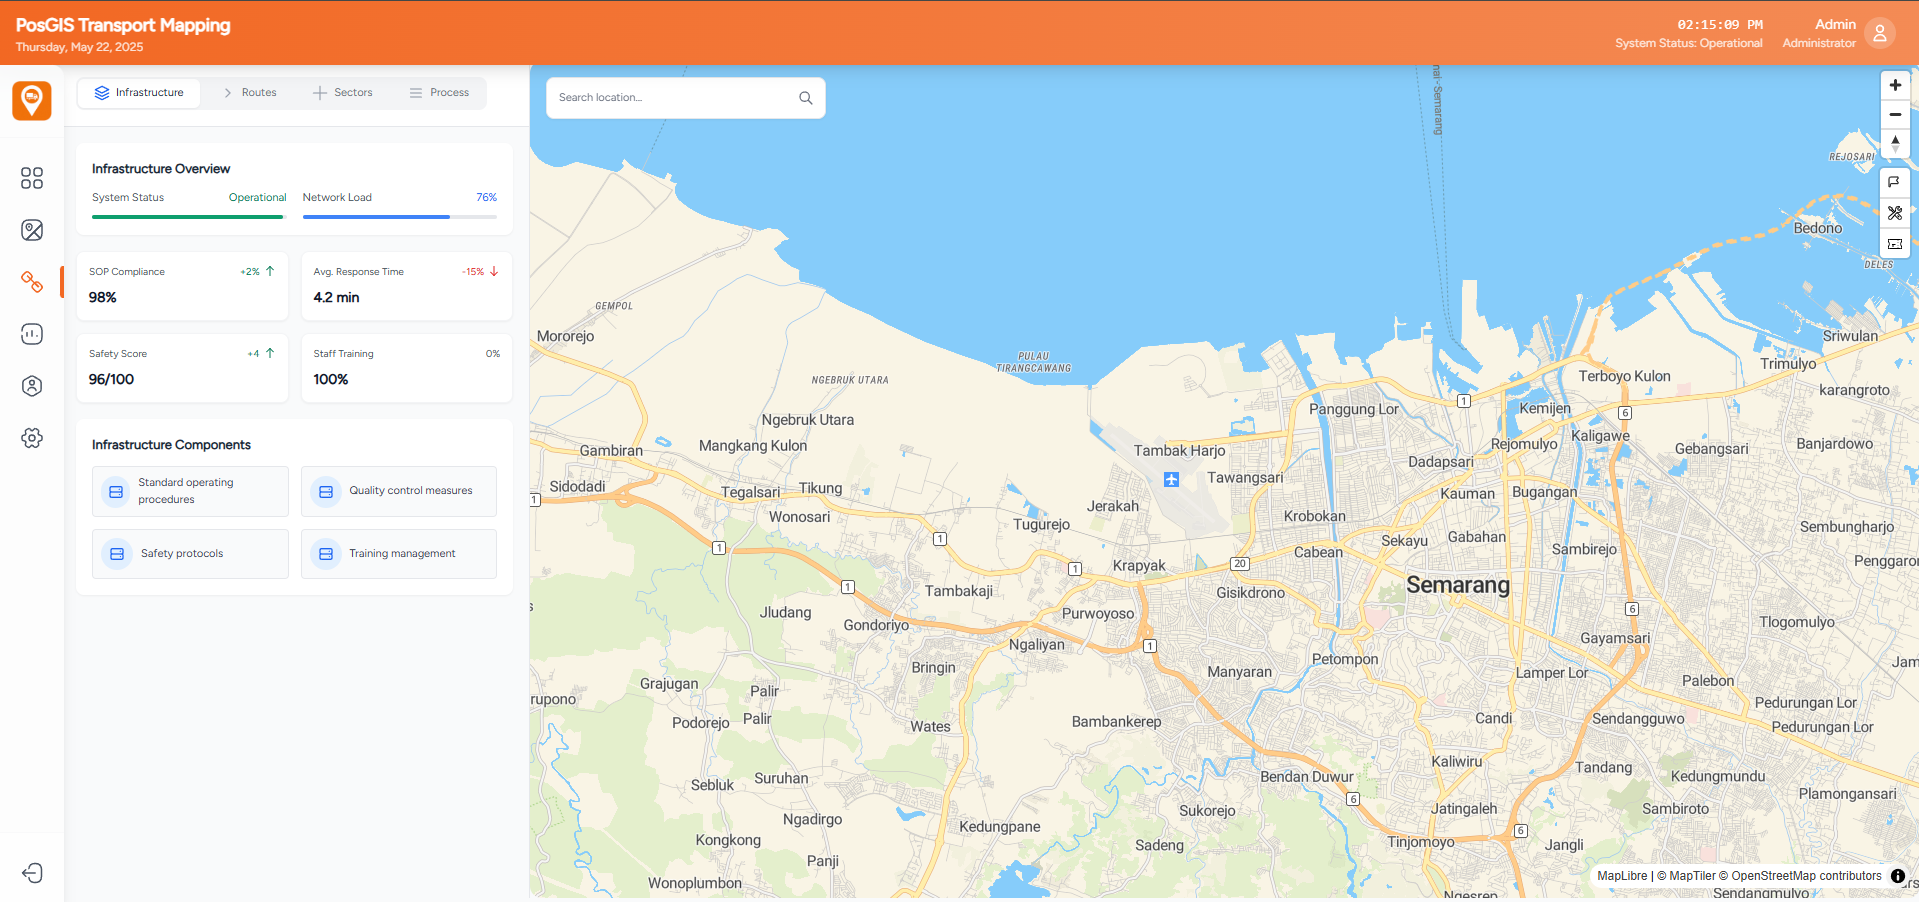 PosGIS Transport Mapping
Thursday, May 22, 2025
02:15:09 PM
System Status: Operational
Admin
Administrator
Infrastructure
Routes
Sectors
Process
Infrastructure Overview
System Status
Operational
Network Load
76%
SOP Compliance
+2%
98%
Avg. Response Time
-15%
4.2 min
Safety Score
+4
96/100
Staff Training
0%
100%
Infrastructure Components
Standard operating
procedures
Quality control measures
Safety protocols
Training management
Search location...
nal - Semarang
REJOSARI
Bedono
DELES
GEMPOL
Mororejo
Sriwulan
PULAU
TIRANGCAWANG
Trimulyo
NGEBRUK UTARA
Terboyo Kulon
karangroto
1
Panggung Lor
Kemijen
6
Ngebruk Utara
Mangkang Kulon
Gambiran
Tambak Harjo
Rejomulyo
Kaligawe
Gebangsari
Banjardowo
Dadapsari
Sidodadi
Tegalsari
Tikung
Tawangsari
Kauman
Bugangan
1
Jerakah
Wonosari
Tugurejo
Krobokan
Sembungharjo
1
1
Sekayu
Gabahan
Cabean
Sambirejo
Penggaron
1
Krapyak
20
Semarang
1
Tambakaji
Gisikdrono
Jludang
Purwoyoso
6
Gondoriyo
Tlogomulyo
Ngaliyan
1
Gayamsari
Bringin
Petompon
Jam
Manyaran
Lamper Lor
Grajugan
Palir
Palebon
rupono
Pedurungan Lor
Podorejo
Palir
Wates
Bambankerep
Candi
Sendangguwo
Pedurungan Lor
Kaliwiru
Suruhan
Sebluk
Bendan Duwur
Tandang
Kedungmundu
6
Plamongansari
Sukorejo
Jatingaleh
Sambiroto
Ngadirgo
Kedungpane
6
Kongkong
Sadeng
Tinjomoyo
Jangli
Panji
Wonoplumbon
MapLibre | © MapTiler © OpenStreetMap contributors
Ngesrep
Sendangmulyo